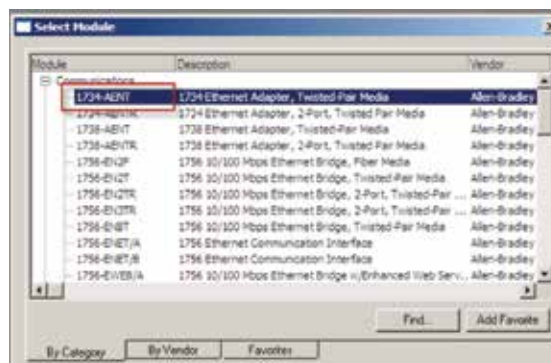 Select Module
Module Description Vendor
Communications
1734-AENT 1734 Ethernet Adapter, Twisted-Pair Media Allen-Bradley
1734-AENTR 1734 Ethernet Adapter, 2-Port, Twisted Pair Media Allen-Bradley
1738-AENT 1738 Ethernet Adapter, Twisted-Pair Media Allen-Bradley
1738-AENTR 1738 Ethernet Adapter, 2-Port, Twisted Pair Media Allen-Bradley
1756-EN2F 1756 10/100 Mbps Ethernet Bridge, Fiber Media Allen-Bradley
1756-EN2T 1756 10/100 Mbps Ethernet Bridge, Twisted-Pair Media Allen-Bradley
1756-EN2TR 1756 10/100 Mbps Ethernet Bridge, 2-Port, Twisted-Pair ... Allen-Bradley
1756-EN3TR 1756 10/100 Mbps Ethernet Bridge, 2-Port, Twisted-Pair ... Allen-Bradley
1756-ENBT 1756 10/100 Mbps Ethernet Bridge, Twisted-Pair Media Allen-Bradley
1756-ENET/A 1756 Ethernet Communication Interface Allen-Bradley
1756-ENET/B 1756 Ethernet Communication Interface Allen-Bradley
1756-EWEB/A 1756 10/100 Mbps Ethernet Bridge w/Enhanced Web Serv... Allen-Bradley
Find... Add Favorite
By Category By Vendor Favorites